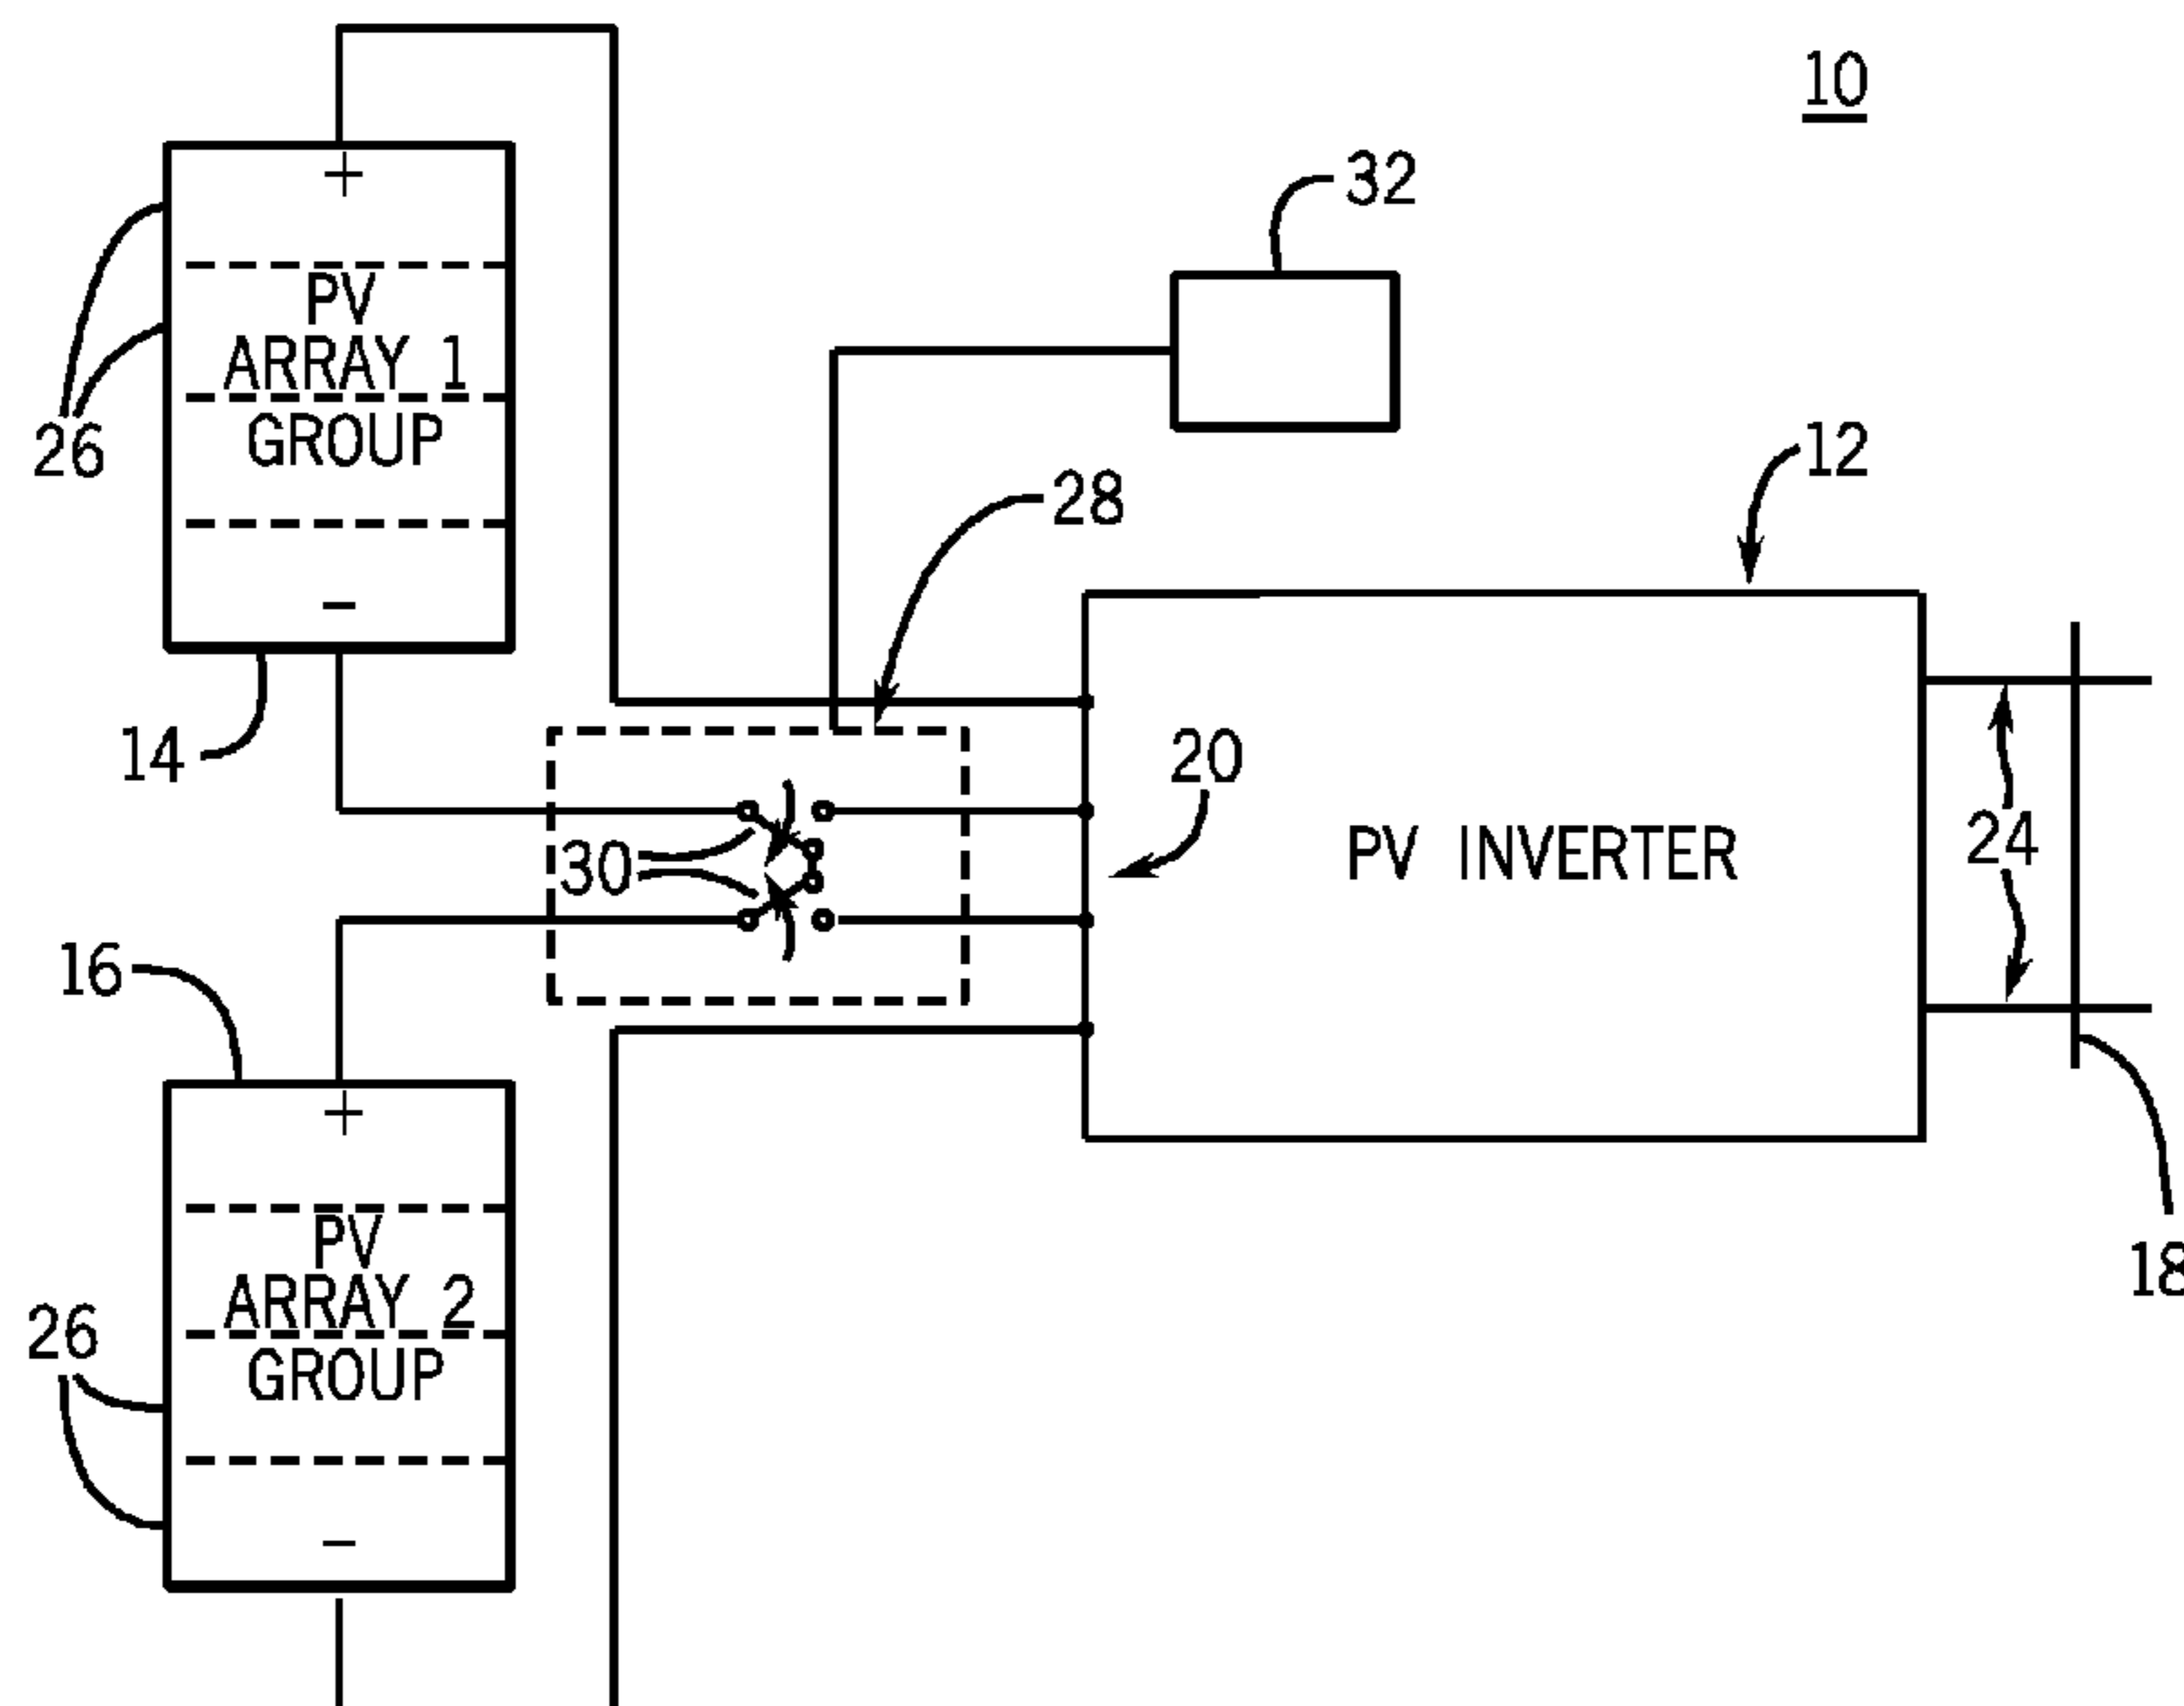 10
+
32
PV
ARRAY 1
GROUP
26
12
28
-
14
20
30
PV INVERTER
24
16
+
PV
ARRAY 2
GROUP
26
18
-